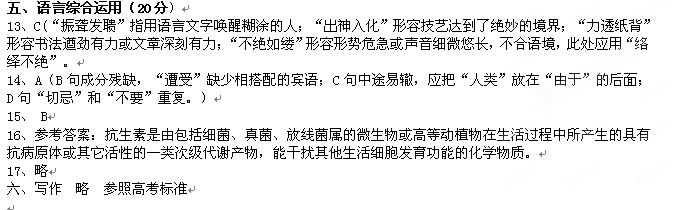 五、语言综合运用（20分）
13、C(“振聋发聩”指用语言文字唤醒糊涂的人；“出神入化”形容技艺达到了绝妙的境界；“力透纸背”
形容书法遒劲有力或文章深刻有力；“不绝如缕”形容形势危急或声音细微悠长，不合语境，此处应用“络
绎不绝”。
14、A（B句成分残缺，“遭受”缺少相搭配的宾语；C句中途易辙，应把“人类”放在“由于”的后面；
D句“切忌”和“不要”重复。）
15、 B
16、参考答案：抗生素是由包括细菌、真菌、放线菌属的微生物或高等动植物在生活过程中所产生的具有
抗病原体或其它活性的一类次级代谢产物，能干扰其他生活细胞发育功能的化学物质。
17、略
六、写作 略 参照高考标准